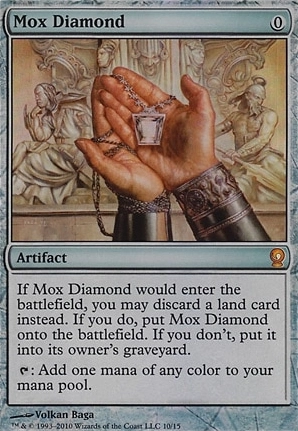 Mox Diamond 0
Artifact
If Mox Diamond would enter the
battlefield, you may discard a land card
instead. If you do, put Mox Diamond
onto the battlefield. If you don't, put it
into its owner's graveyard.
: Add one mana of any color to
your mana pool.
Volkan Baga
™ & © 1993–2010 Wizards of the Coast LLC 10/15